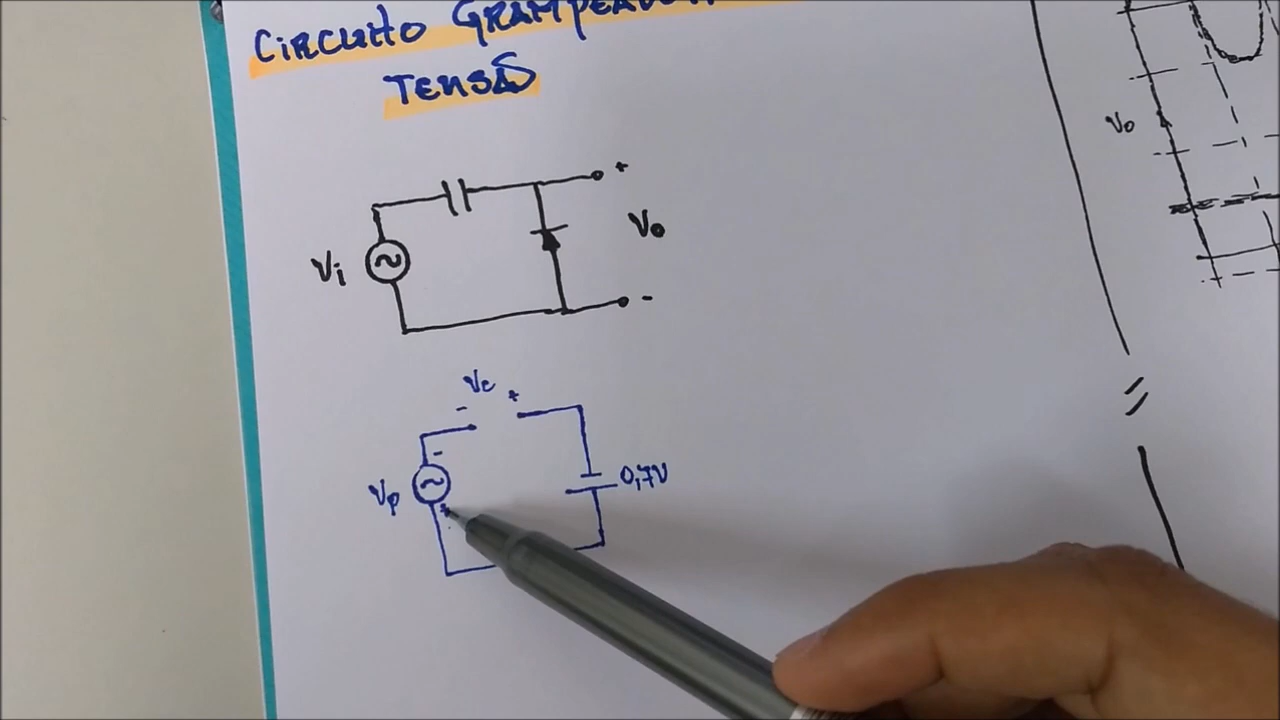 CIRCUITO
TENSÃO
+
Vi
Vo
-
Vc
- +
-
Vp
+
0,7V
Vo